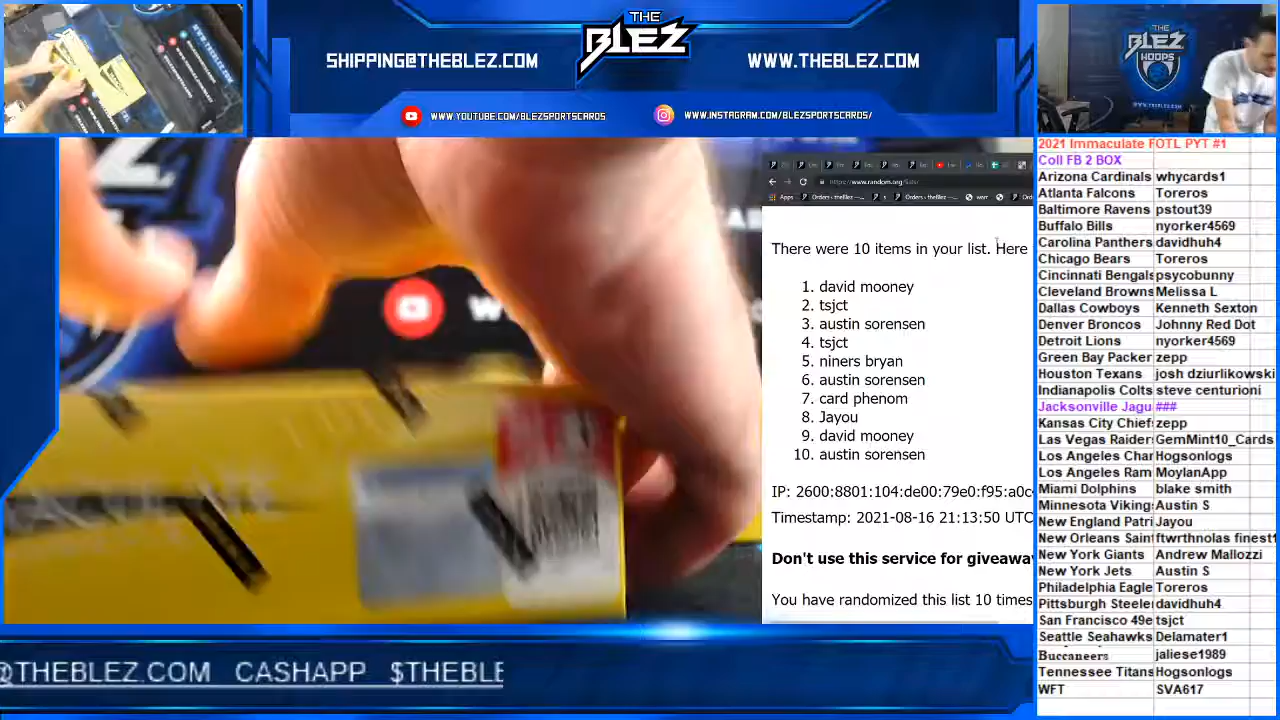 THE
BLEZ
SHIPPING@THEBLEZ.COM
WWW.THEBLEZ.COM
WWW.YOUTUBE.COM/BLEZSPORTSCARDS
WWW.INSTAGRAM.COM/BLEZSPORTSCARDS/
THE
BLEZ
HOOPS
https://www.random.org/lists/
Apps
There were 10 items in your list. Here
1. david mooney
2. tsjct
3. austin sorensen
4. tsjct
5. niners bryan
6. austin sorensen
7. card phenom
8. Jayou
9. david mooney
10. austin sorensen
IP: 2600:8801:104:de00:79e0:f95:a0c
Timestamp: 2021-08-16 21:13:50 UTC
Don't use this service for giveaw
You have randomized this list 10 times
2021 Immaculate FOTL PYT #1
Coll FB 2 BOX
Arizona Cardinals whycards1
Atlanta Falcons Toreros
Baltimore Ravens pstout39
Buffalo Bills nyorker4569
Carolina Panthers davidhuh4
Chicago Bears Toreros
Cincinnati Bengals psycobunny
Cleveland Browns Melissa L
Dallas Cowboys Kenneth Sexton
Denver Broncos Johnny Red Dot
Detroit Lions nyorker4569
Green Bay Packer zepp
Houston Texans josh dziurlikowski
Indianapolis Colts steve centurioni
Jacksonville Jagu ###
Kansas City Chief zepp
Las Vegas Raider GemMint10_Cards
Los Angeles Char Hogsonlogs
Los Angeles Ram MoylanApp
Miami Dolphins blake smith
Minnesota Viking Austin S
New England Patri Jayou
New Orleans Sain ftwrthnolas finest1
New York Giants Andrew Mallozzi
New York Jets Austin S
Philadelphia Eagle Toreros
Pittsburgh Steele davidhuh4
San Francisco 49e tsjct
Seattle Seahawks Delamater1
Buccaneers jaliese1989
Tennessee Titans Hogsonlogs
WFT SVA617
@THEBLEZ.COM CASHAPP $THEBLE